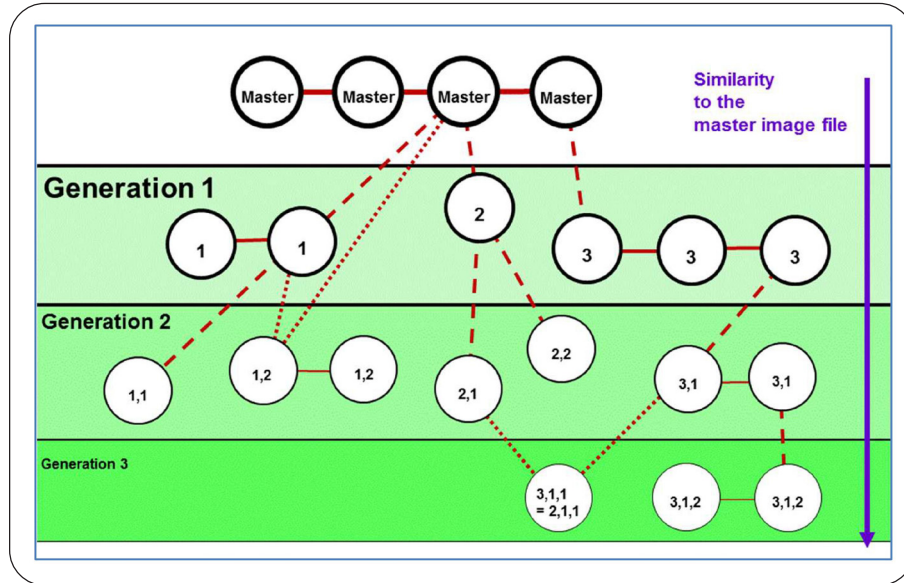 Master
Master
Master
Master
Similarity
to the
master image file
Generation 1
1
1
2
3
3
3
Generation 2
1,1
1,2
1,2
2,1
2,2
3,1
3,1
Generation 3
3,1,1
= 2,1,1
3,1,2
3,1,2